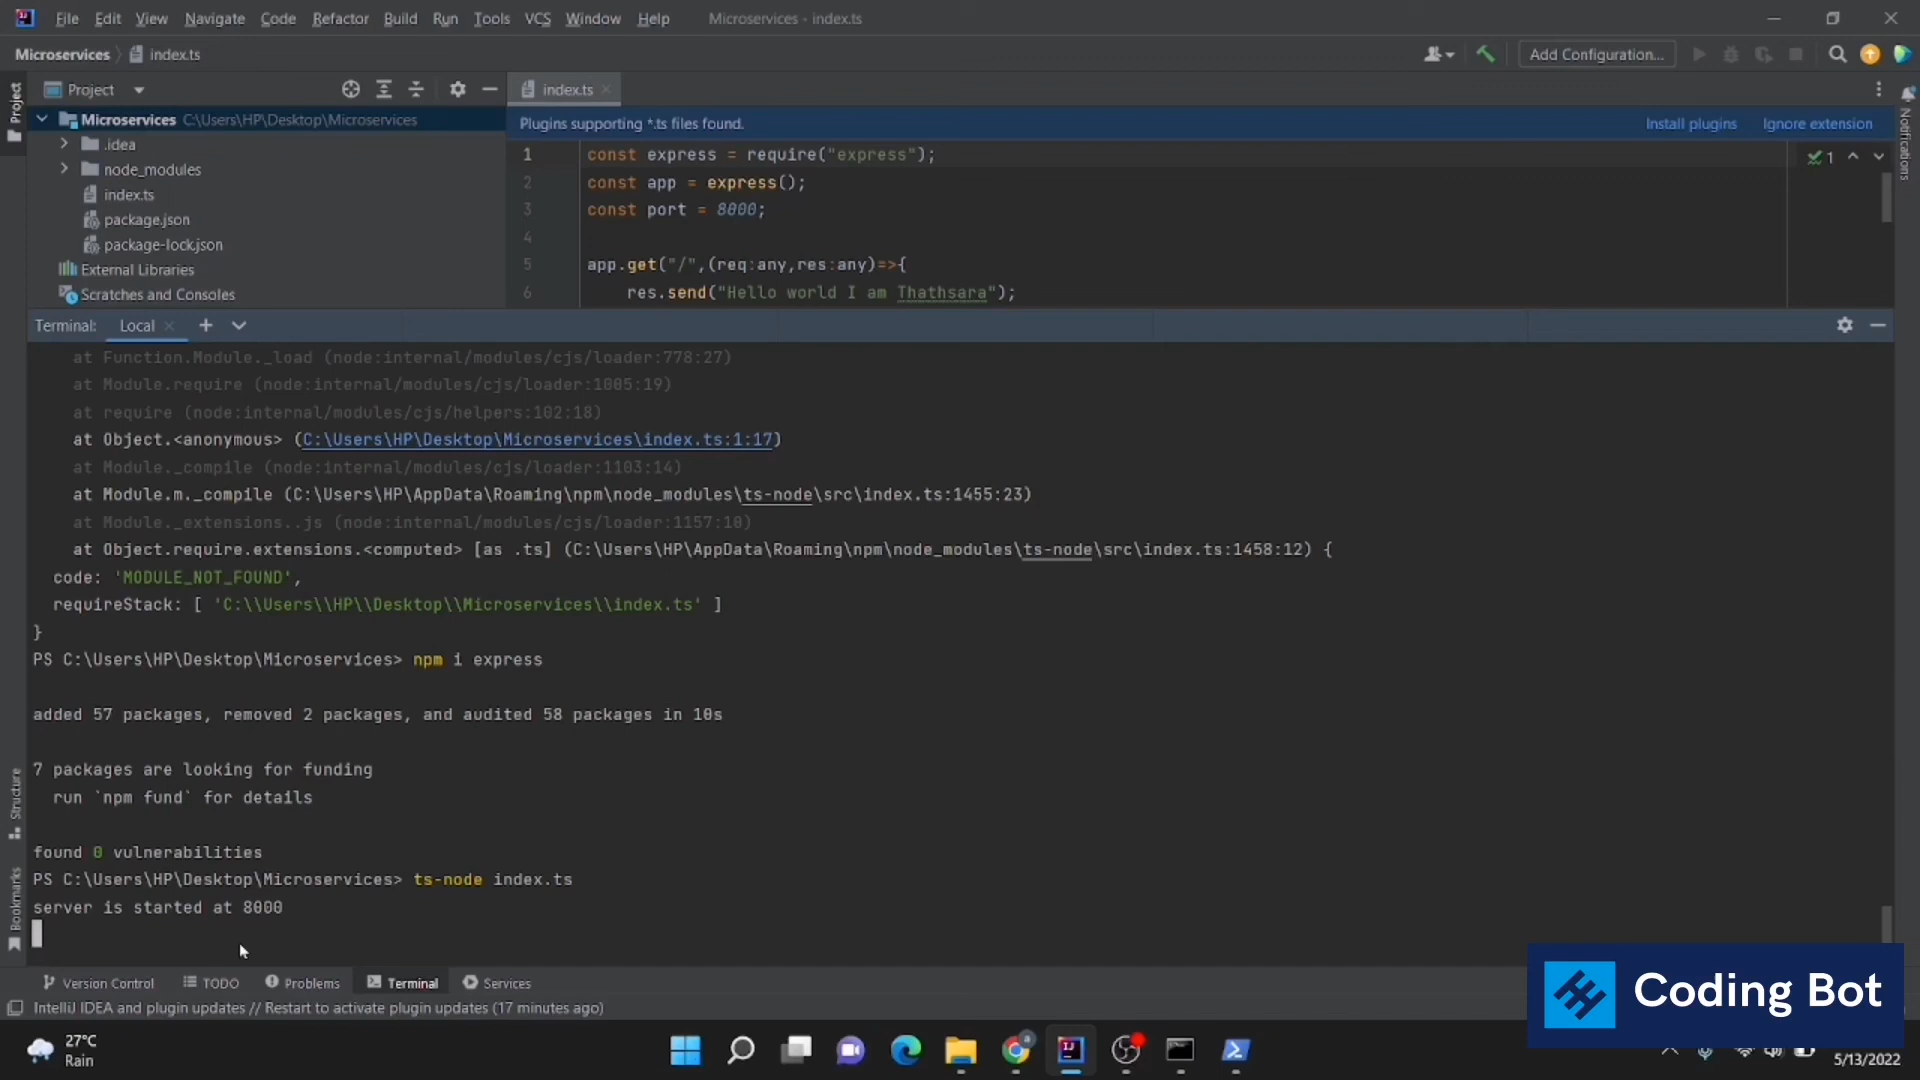 File Edit View Navigate Code Refactor Build Run Tools VCS Window Help Microservices - index.ts
Microservices index.ts Add Configuration...
Project Project index.ts
Microservices C:\Users\HP\Desktop\Microservices
.idea
node_modules
index.ts
package.json
package-lock.json
External Libraries
Scratches and Consoles
Plugins supporting *.ts files found. Install plugins Ignore extension
Notifications
1 const express = require("express"); 1
2 const app = express();
3 const port = 8000;
4
5 app.get("/",(req:any,res:any)=>{
6 res.send("Hello world I am Thathsara");
Terminal: Local
at Function.Module._load (node:internal/modules/cjs/loader:778:27)
at Module.require (node:internal/modules/cjs/loader:1005:19)
at require (node:internal/modules/cjs/helpers:102:18)
at Object.<anonymous> (C:\Users\HP\Desktop\Microservices\index.ts:1:17)
at Module._compile (node:internal/modules/cjs/loader:1103:14)
at Module.m._compile (C:\Users\HP\AppData\Roaming\npm\node_modules\ts-node\src\index.ts:1455:23)
at Module._extensions..js (node:internal/modules/cjs/loader:1157:10)
at Object.require.extensions.<computed> [as .ts] (C:\Users\HP\AppData\Roaming\npm\node_modules\ts-node\src\index.ts:1458:12) {
code: 'MODULE_NOT_FOUND',
requireStack: [ 'C:\\Users\\HP\\Desktop\\Microservices\\index.ts' ]
}
PS C:\Users\HP\Desktop\Microservices> npm i express
added 57 packages, removed 2 packages, and audited 58 packages in 10s
7 packages are looking for funding
run `npm fund` for details
found 0 vulnerabilities
PS C:\Users\HP\Desktop\Microservices> ts-node index.ts
server is started at 8000
Structure
Bookmarks
Version Control TODO Problems Terminal Services
IntelliJ IDEA and plugin updates // Restart to activate plugin updates (17 minutes ago)
Coding Bot
27°C
Rain
5/13/2022